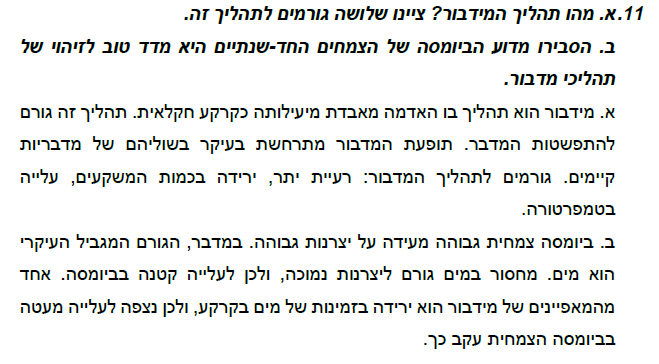 11.א. מהו תהליך המידבור? ציינו שלושה גורמים לתהליך זה.
ב. הסבירו מדוע הביומסה של הצמחים החד-שנתיים היא מדד טוב לזיהוי של
תהליכי מדבור.
א. מידבור הוא תהליך בו האדמה מאבדת מיעילותה כקרקע חקלאית. תהליך זה גורם
להתפשטות המדבר. תופעת המדבור מתרחשת בעיקר בשוליהם של מדבריות
קיימים. גורמים לתהליך המדבור: רעיית יתר, ירידה בכמות המשקעים, עלייה
בטמפרטורה.
ב. ביומסה צמחית גבוהה מעידה על יצרנות גבוהה. במדבר, הגורם המגביל העיקרי
הוא מים. מחסור במים גורם ליצרנות נמוכה, ולכן לעלייה קטנה בביומסה. אחד
מהמאפיינים של מידבור הוא ירידה בזמינות של מים בקרקע, ולכן נצפה לעלייה מעטה
בביומסה הצמחית עקב כך.